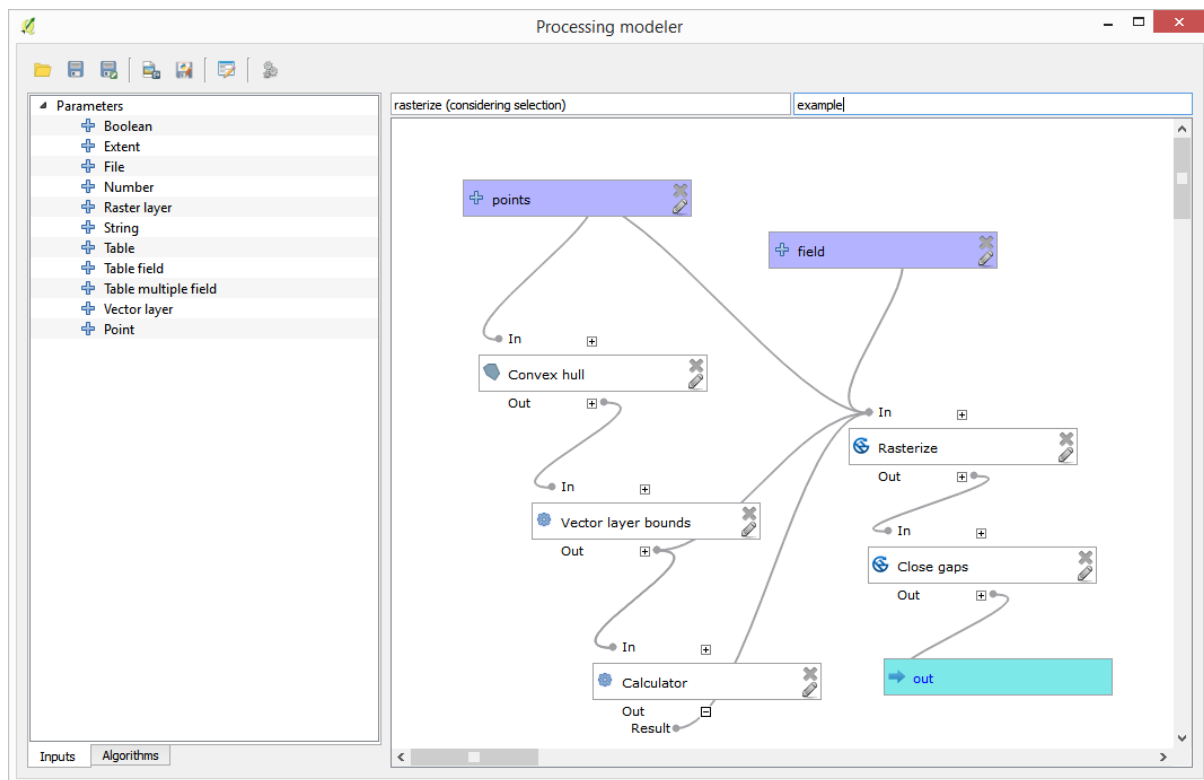 Processing modeler
Parameters
Boolean
Extent
File
Number
Raster layer
String
Table
Table field
Table multiple field
Vector layer
Point
Inputs
Algorithms
rasterize (considering selection)
example
points
field
In
Convex hull
Out
In
Rasterize
Out
In
Vector layer bounds
Out
In
Close gaps
Out
In
Calculator
Out
Result
out